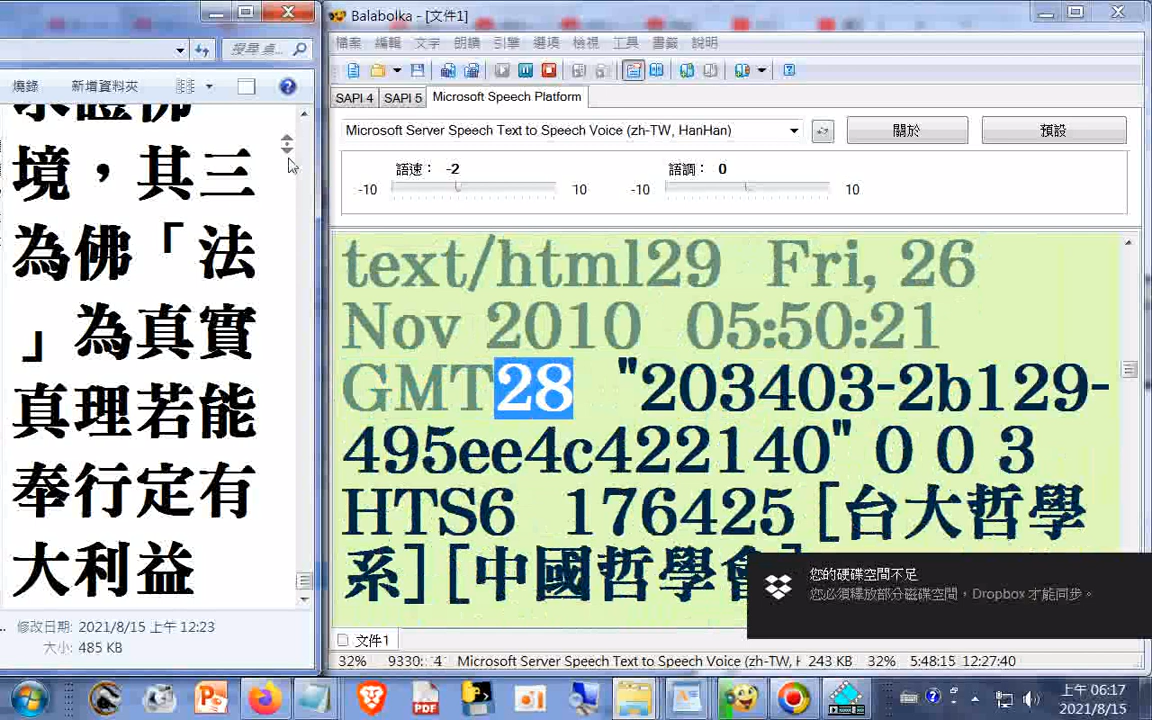 Balabolka - [文件1]
搜尋 桌...
檔案 編輯 文字 朗讀 引擎 選項 檢視 工具 書籤 說明
燒錄 新增資料夾
SAPI 4 SAPI 5 Microsoft Speech Platform
Microsoft Server Speech Text to Speech Voice (zh-TW, HanHan) 關於 預設
語速： -2 語調： 0
-10 10 -10 10
境，其三
為佛「法
」為真實
真理若能
奉行定有
大利益
text/html29 Fri, 26
Nov 2010 05:50:21
GMT28 "203403-2b129-
495ee4c422140" 0 0 3
HTS6 176425 [台大哲學
系] [中國哲學會]
您的硬碟空間不足
您必須釋放部分磁碟空間，Dropbox 才能同步。
修改日期: 2021/8/15 上午 12:23
大小: 485 KB
文件1
32% 9330: 4 Microsoft Server Speech Text to Speech Voice (zh-TW, H 243 KB 32% 5:48:15 12:27:40
PDF
上午 06:17
2021/8/15